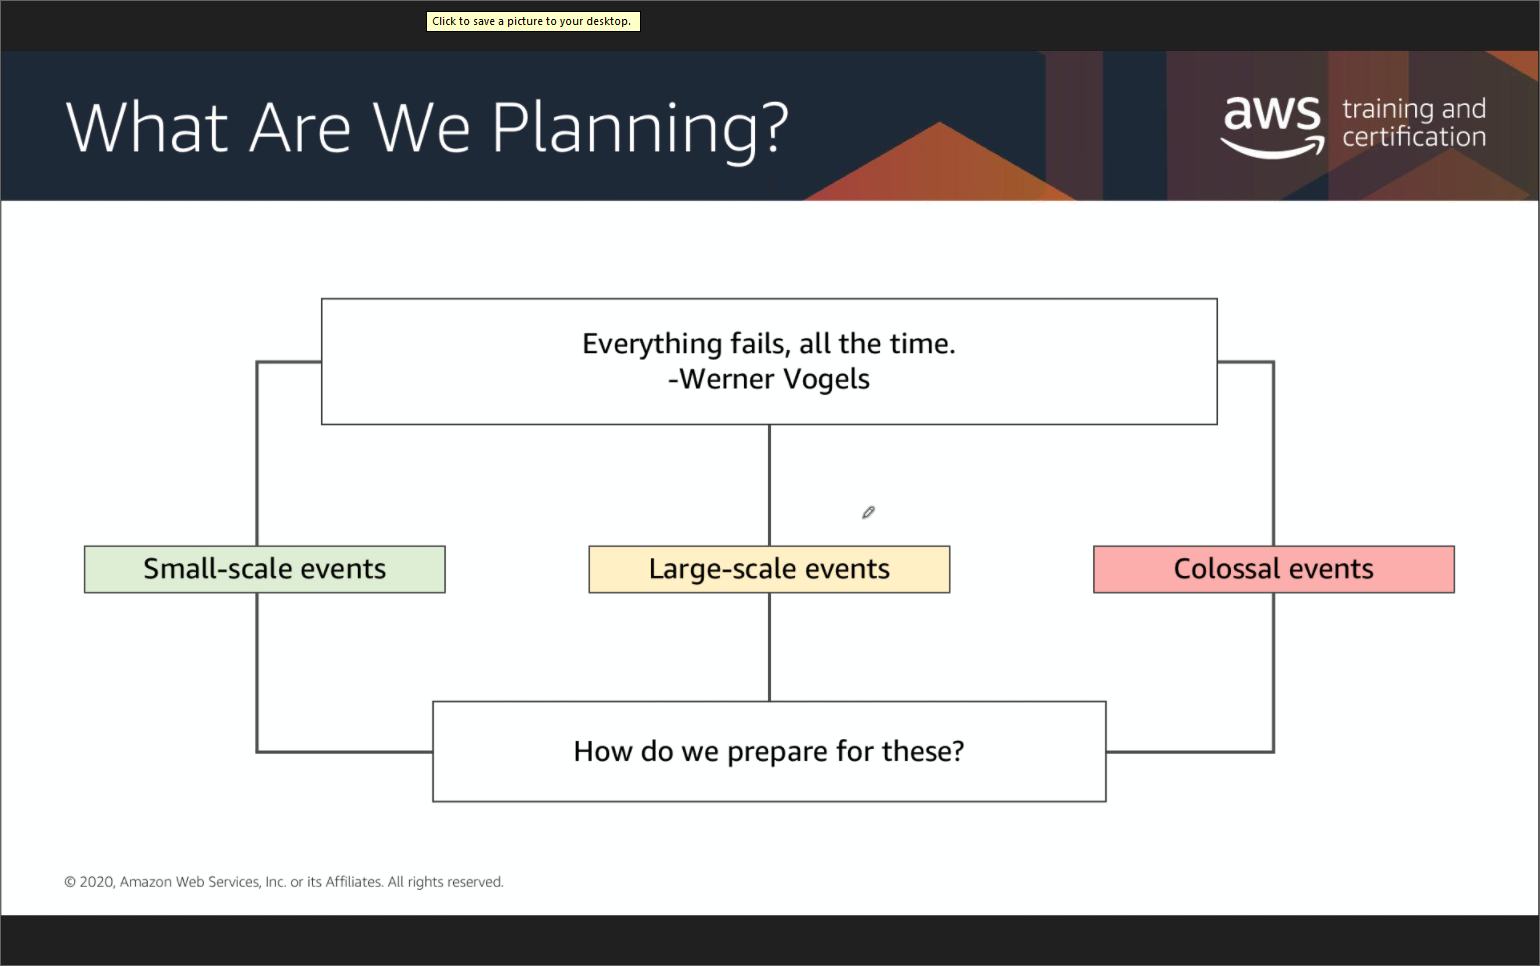 Click to save a picture to your desktop.
What Are We Planning?
aws
training and
certification
Everything fails, all the time.
-Werner Vogels
Small-scale events
Large-scale events
Colossal events
How do we prepare for these?
© 2020, Amazon Web Services, Inc. or its Affiliates. All rights reserved.